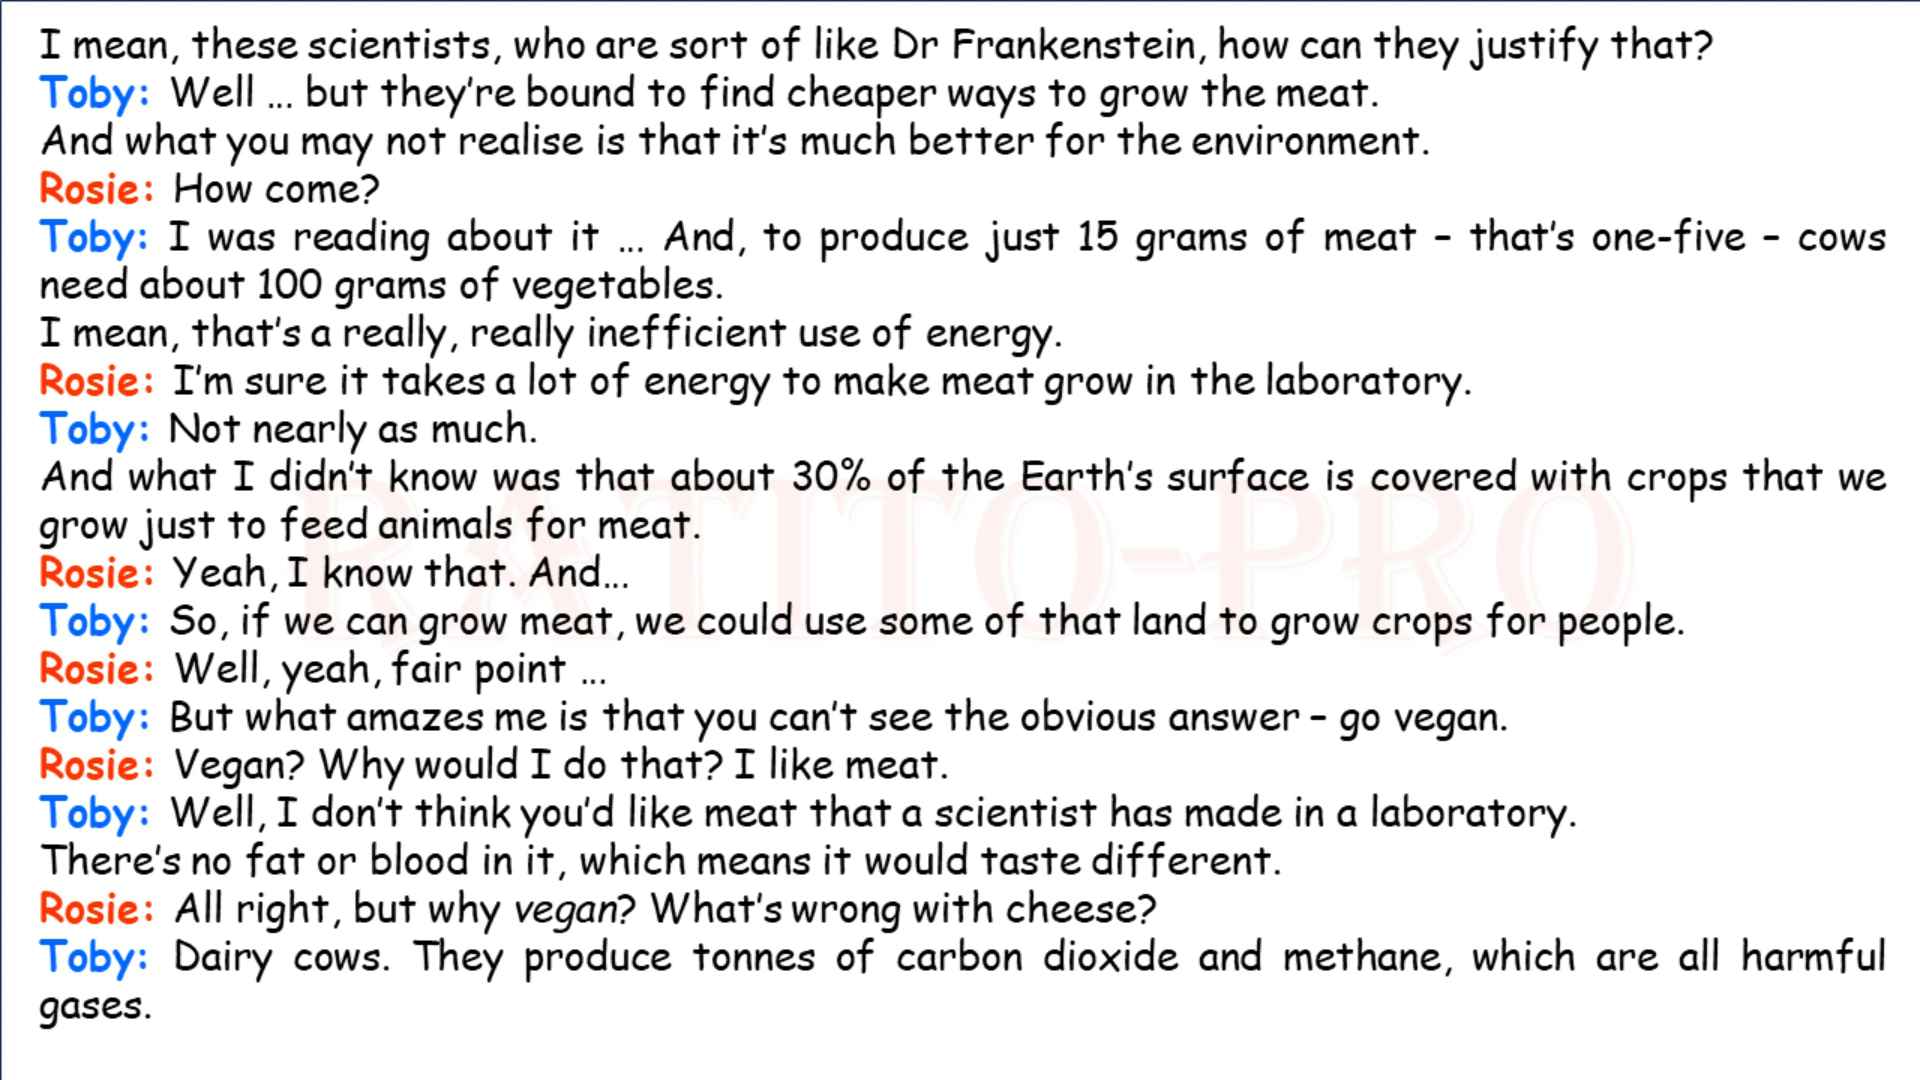 I mean, these scientists, who are sort of like Dr Frankenstein, how can they justify that?
Toby: Well ... but they're bound to find cheaper ways to grow the meat.
And what you may not realise is that it's much better for the environment.
Rosie: How come?
Toby: I was reading about it ... And, to produce just 15 grams of meat – that's one-five – cows
need about 100 grams of vegetables.
I mean, that's a really, really inefficient use of energy.
Rosie: I'm sure it takes a lot of energy to make meat grow in the laboratory.
Toby: Not nearly as much.
And what I didn't know was that about 30% of the Earth's surface is covered with crops that we
grow just to feed animals for meat.
RATITO-PRO
Rosie: Yeah, I know that. And...
Toby: So, if we can grow meat, we could use some of that land to grow crops for people.
Rosie: Well, yeah, fair point ...
Toby: But what amazes me is that you can't see the obvious answer – go vegan.
Rosie: Vegan? Why would I do that? I like meat.
Toby: Well, I don't think you'd like meat that a scientist has made in a laboratory.
There's no fat or blood in it, which means it would taste different.
Rosie: All right, but why vegan? What's wrong with cheese?
Toby: Dairy cows. They produce tonnes of carbon dioxide and methane, which are all harmful
gases.